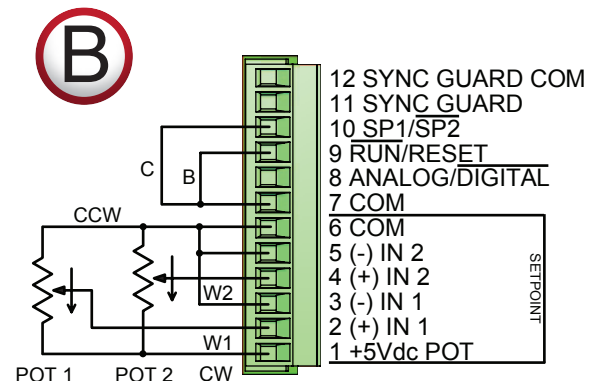 B
12 SYNC GUARD COM
11 SYNC GUARD
10 SP1/SP2
9 RUN/RESET
8 ANALOG/DIGITAL
7 COM
6 COM
5 (-) IN 2
4 (+) IN 2
3 (-) IN 1
2 (+) IN 1
1 +5Vdc POT
SETPOINT
C
B
CCW
W2
W1
POT 1
POT 2
CW